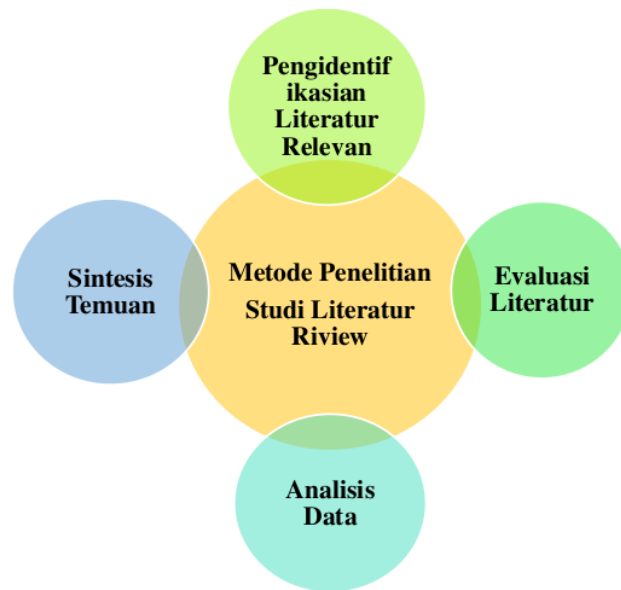 Pengidentif
ikasian
Literatur
Relevan
Sintesis
Temuan
Metode Penelitian
Studi Literatur
Riview
Evaluasi
Literatur
Analisis
Data